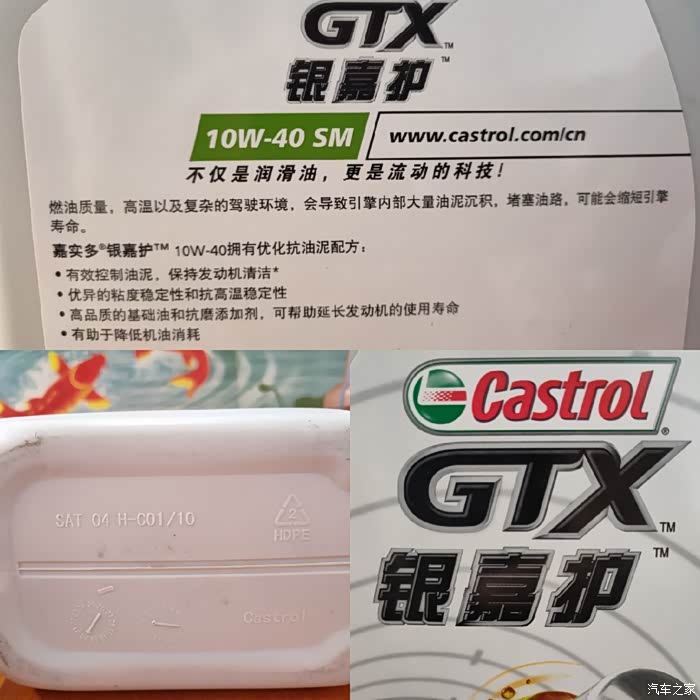 GTX™
银嘉护™
10W-40 SM
www.castrol.com/cn
不仅是润滑油，更是流动的科技！
燃油质量，高温以及复杂的驾驶环境，会导致引擎内部大量油泥沉积，堵塞油路，可能会缩短引擎
寿命。
嘉实多®银嘉护™ 10W-40拥有优化抗油泥配方：
• 有效控制油泥，保持发动机清洁*
• 优异的粘度稳定性和抗高温稳定性
• 高品质的基础油和抗磨添加剂，可帮助延长发动机的使用寿命
• 有助于降低机油消耗
SAT 04 H-C01/10
2
HDPE
Castrol
Castrol®
GTX™
银嘉护™
汽车之家